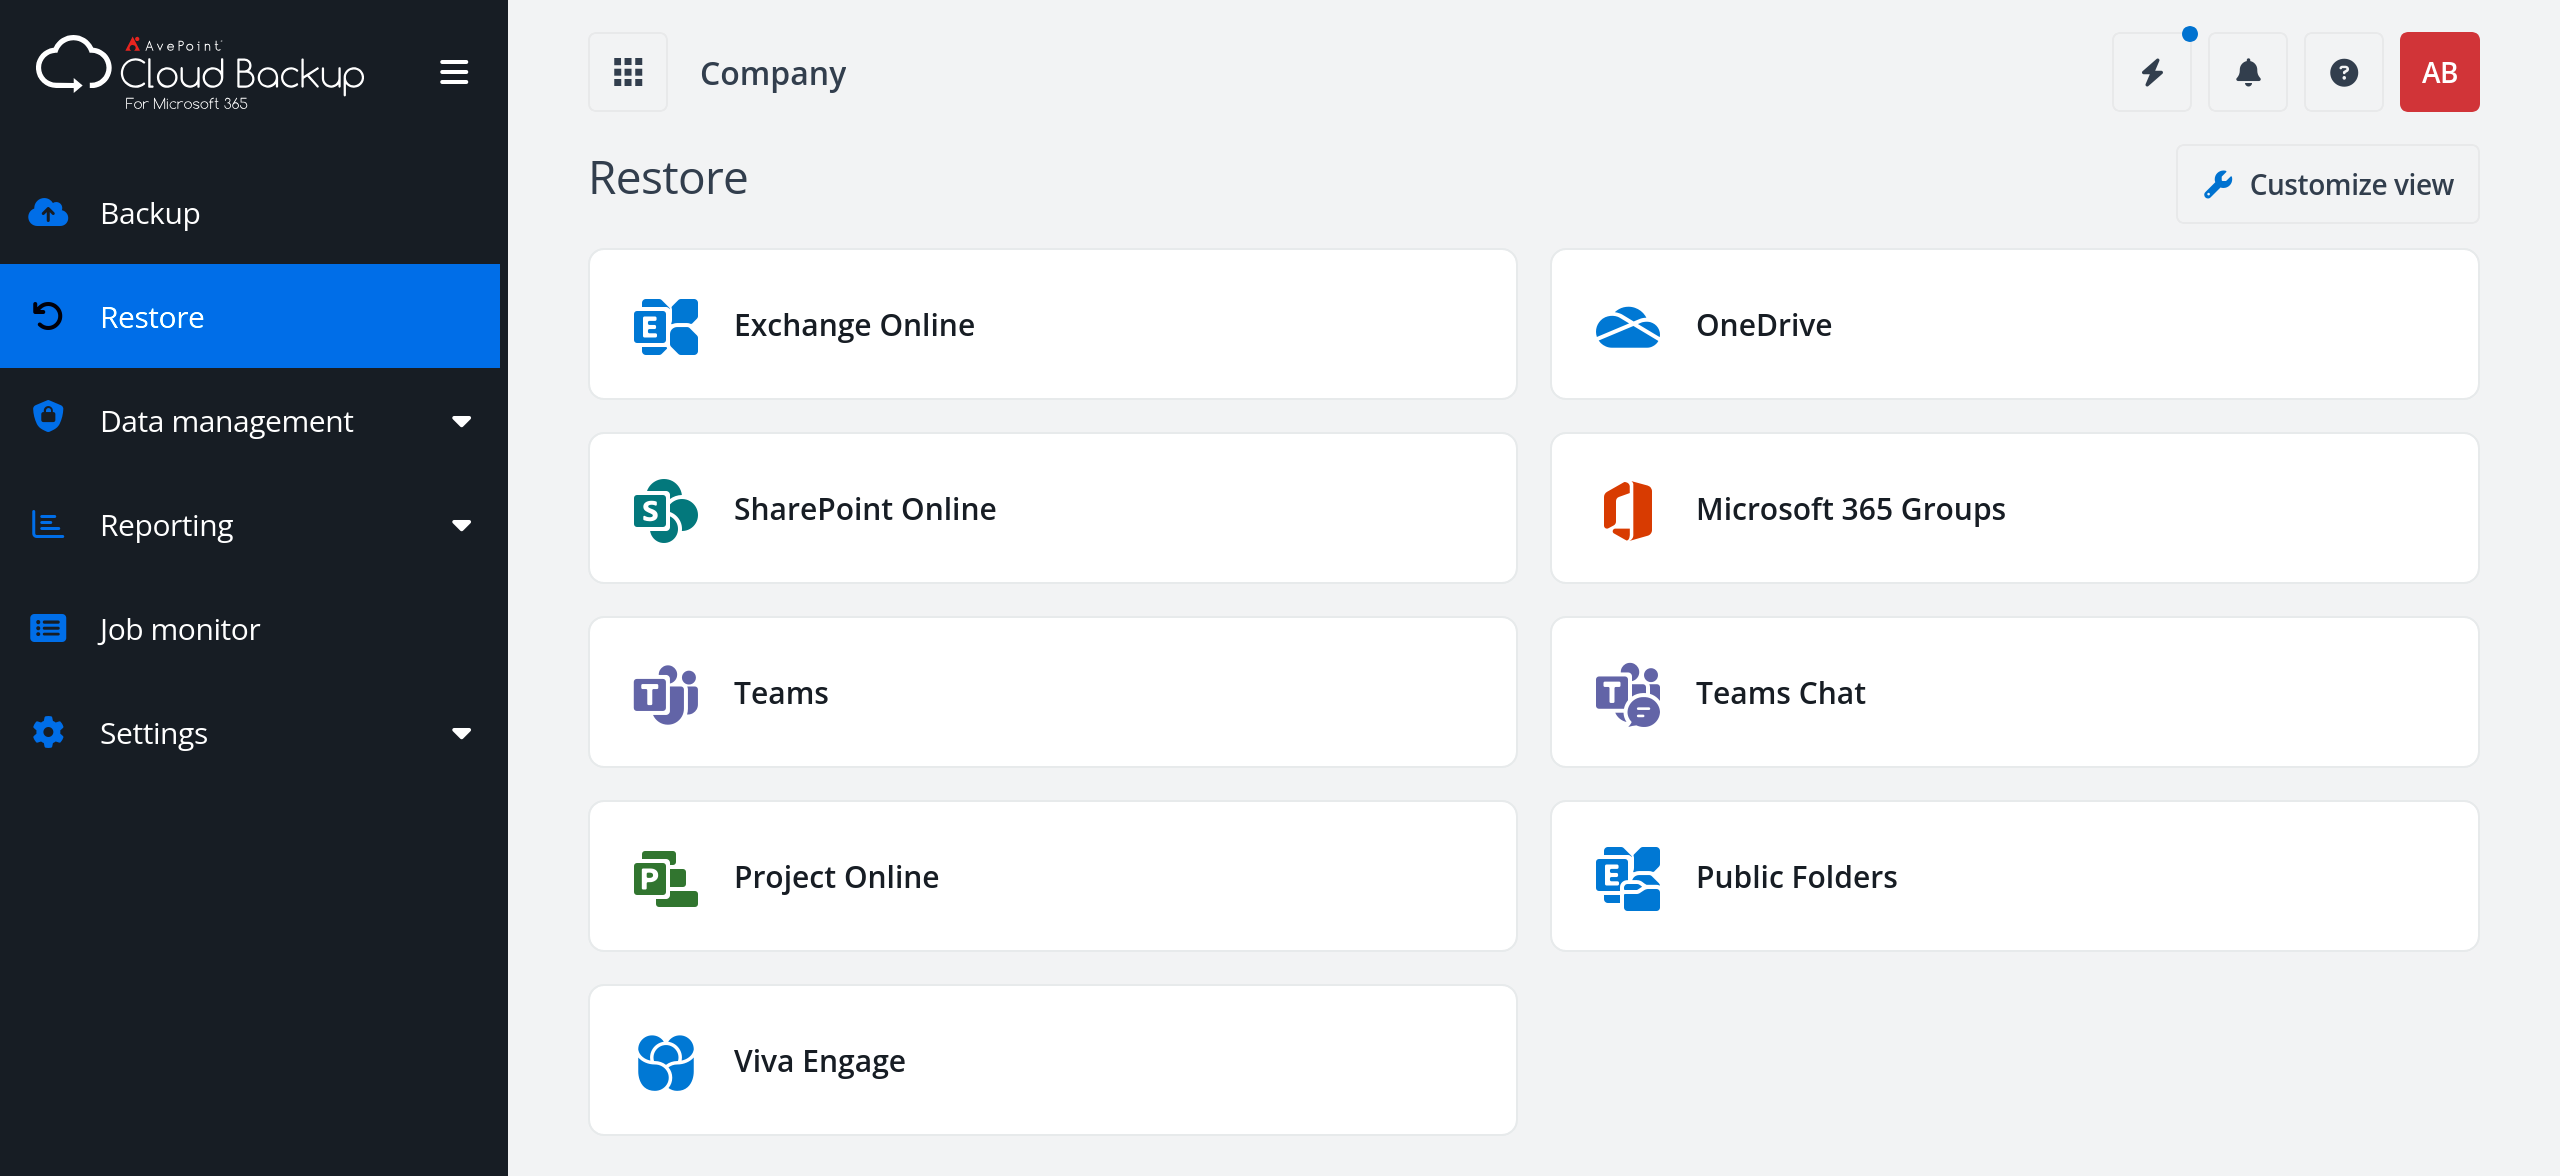 AvePoint
Cloud Backup
For Microsoft 365
Company
AB
Backup
Restore
Data management
Reporting
Job monitor
Settings
Restore
Customize view
E
Exchange Online
OneDrive
S
SharePoint Online
Microsoft 365 Groups
T
Teams
T
Teams Chat
P
Project Online
E
Public Folders
Viva Engage